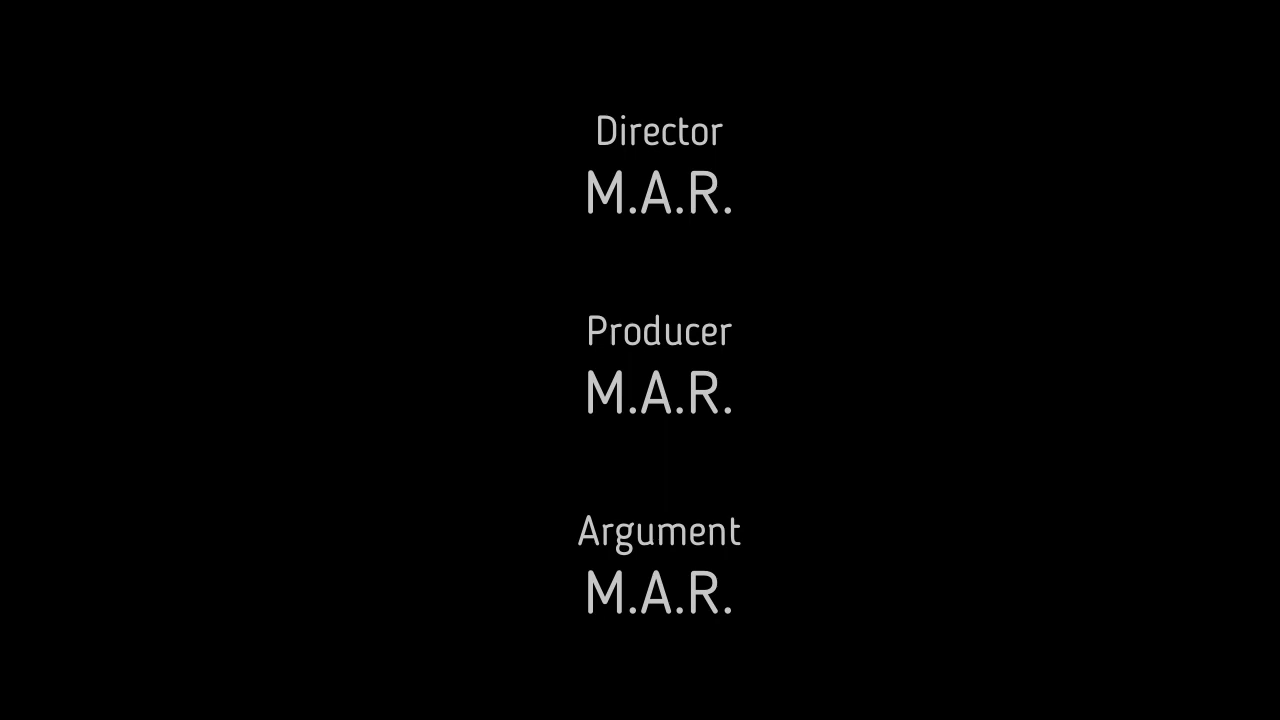 Director
M.A.R.
Producer
M.A.R.
Argument
M.A.R.